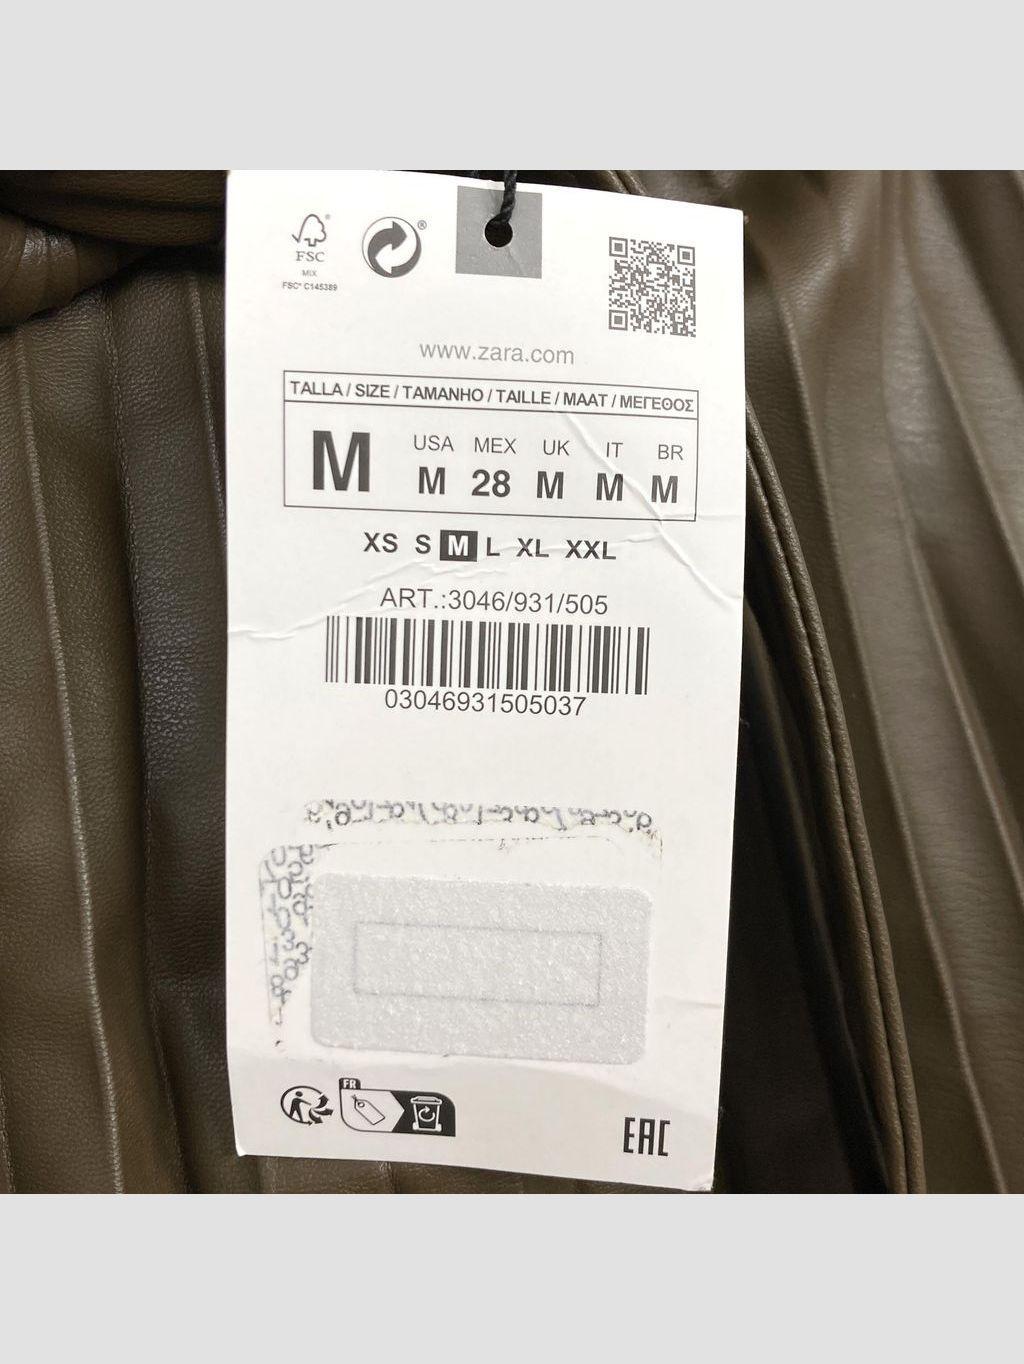 FSC®
MIX
FSC® C145389
®
www.zara.com
TALLA / SIZE / TAMANHO / TAILLE / MAAT / ΜΕΓΕΘΟΣ
M
USA MEX UK IT BR
M 28 M M M
XS S M L XL XXL
ART.:3046/931/505
03046931505037
FR
EAC